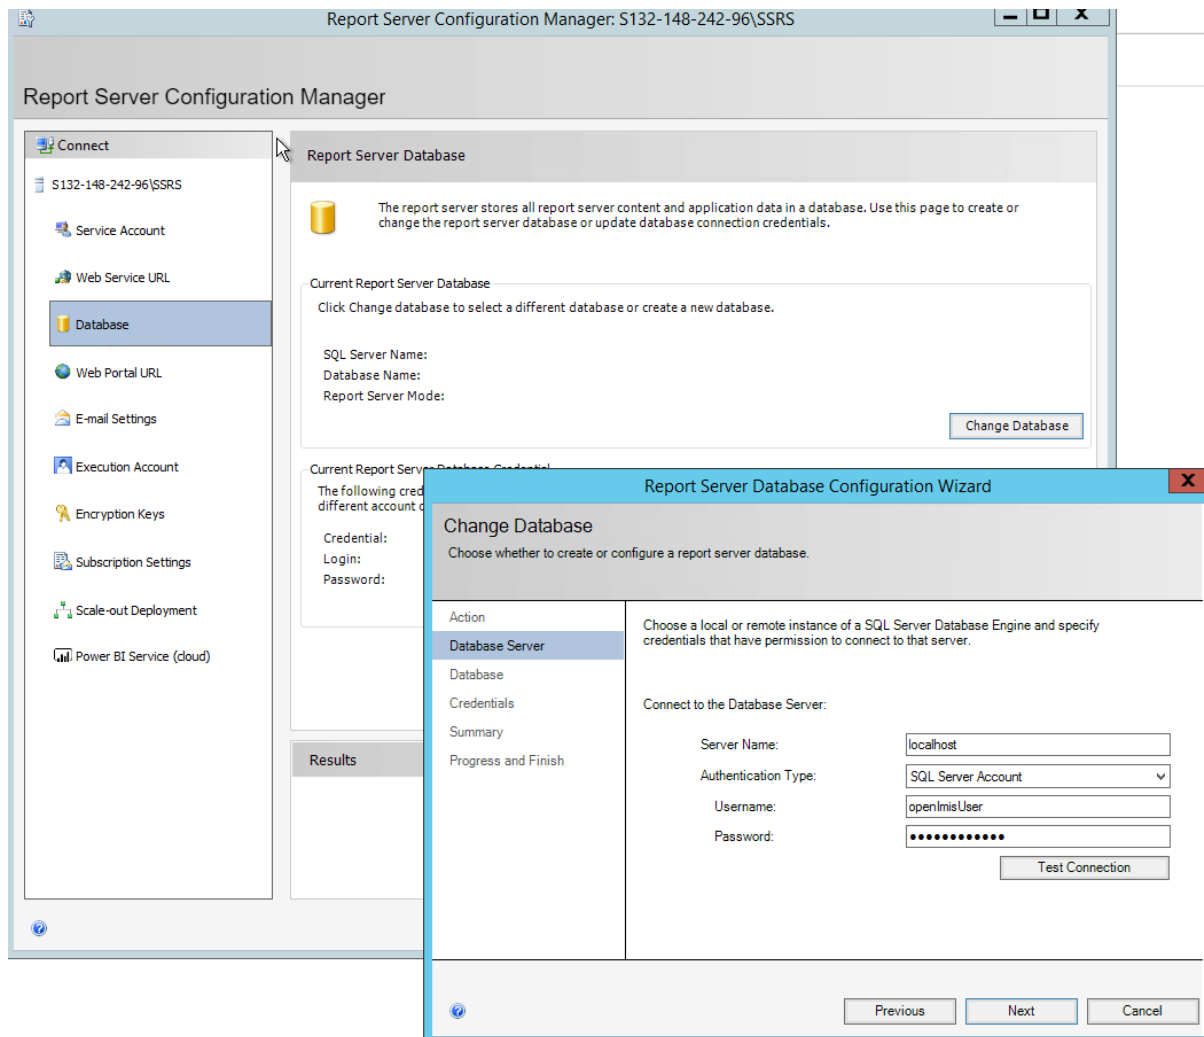 Report Server Configuration Manager: S132-148-242-96\SSRS
Report Server Configuration Manager
Connect
S132-148-242-96\SSRS
Service Account
Web Service URL
Database
Web Portal URL
E-mail Settings
Execution Account
Encryption Keys
Subscription Settings
Scale-out Deployment
Power BI Service (cloud)
Report Server Database
The report server stores all report server content and application data in a database. Use this page to create or
change the report server database or update database connection credentials.
Current Report Server Database
Click Change database to select a different database or create a new database.
SQL Server Name:
Database Name:
Report Server Mode:
Change Database
Current Report Server Database Credential
The following cred
different account
Credential:
Login:
Password:
Results
Report Server Database Configuration Wizard
X
Change Database
Choose whether to create or configure a report server database.
Action
Database Server
Database
Credentials
Summary
Progress and Finish
Choose a local or remote instance of a SQL Server Database Engine and specify
credentials that have permission to connect to that server.
Connect to the Database Server:
Server Name: localhost
Authentication Type: SQL Server Account
Username: openImisUser
Password: ••••••••••••
Test Connection
Previous Next Cancel